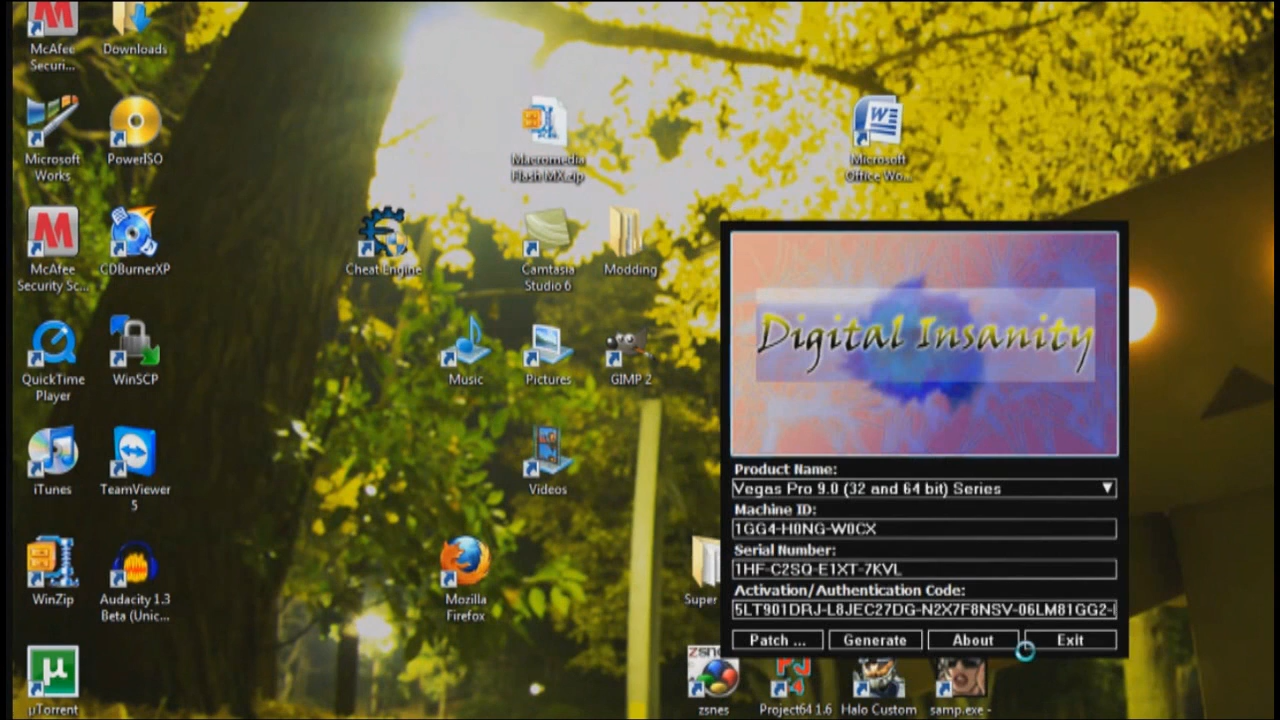 McAfee
Securi...
Downloads
Microsoft
Works
PowerISO
Macromedia
Flash MX.zip
Microsoft
Office Wo...
McAfee
Security Sc...
CDBurnerXP
Cheat Engine
Camtasia
Studio 6
Modding
Digital Insanity
QuickTime
Player
WinSCP
Music
Pictures
GIMP 2
Product Name:
Vegas Pro 9.0 (32 and 64 bit) Series
Machine ID:
1GG4-H0NG-W0CX
Serial Number:
1HF-C2SQ-E1XT-7KVL
Activation/Authentication Code:
5LT901DRJ-L8JEC27DG-N2X7F8NSV-06LM81GG2-
Patch ...
Generate
About
Exit
iTunes
TeamViewer
5
Videos
WinZip
Audacity 1.3
Beta (Unic...
Mozilla
Firefox
Super
µTorrent
zsnes
Project64 1.6
Halo Custom
samp.exe -